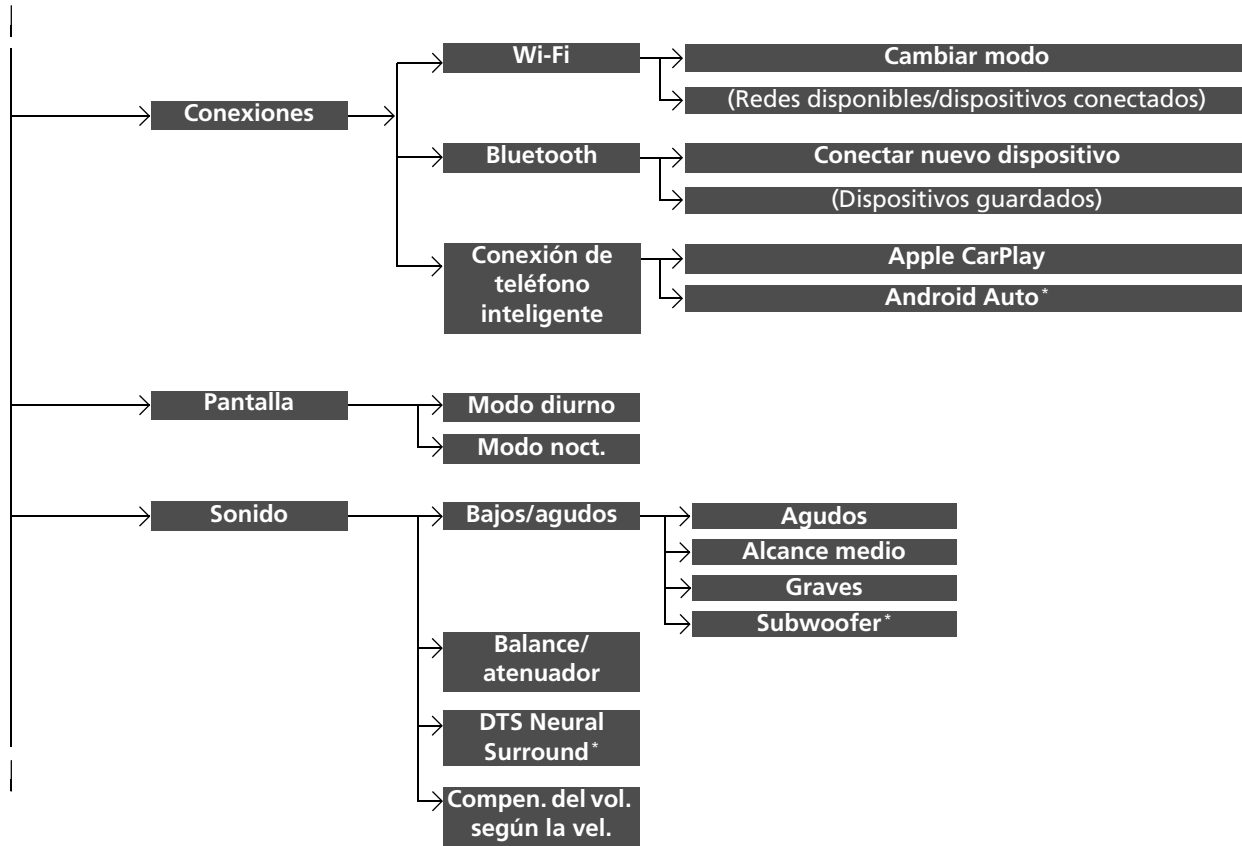 Conexiones
Wi-Fi
Cambiar modo
(Redes disponibles/dispositivos conectados)
Bluetooth
Conectar nuevo dispositivo
(Dispositivos guardados)
Conexión de
teléfono
inteligente
Apple CarPlay
Android Auto*
Pantalla
Modo diurno
Modo noct.
Sonido
Bajos/agudos
Agudos
Alcance medio
Graves
Subwoofer*
Balance/
atenuador
DTS Neural
Surround*
Compen. del vol.
según la vel.